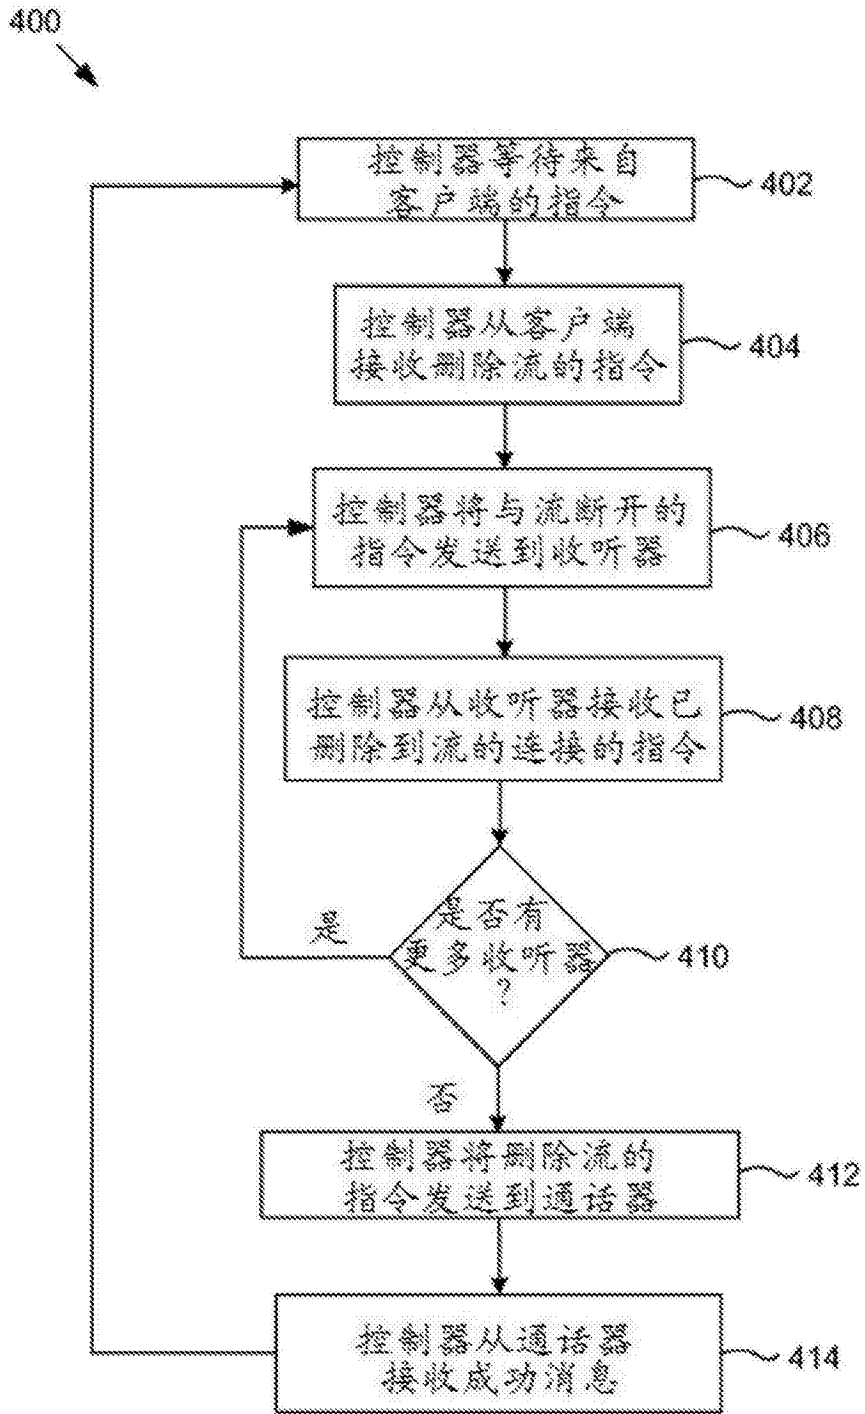 400
控制器等待来自
客户端的指令
402
控制器从客户端
接收删除流的指令
404
控制器将与流断开的
指令发送到收听器
406
控制器从收听器接收已
删除到流的连接的指令
408
是否有
更多收听器
?
410
是
否
控制器将删除流的
指令发送到通话器
412
控制器从通话器
接收成功消息
414